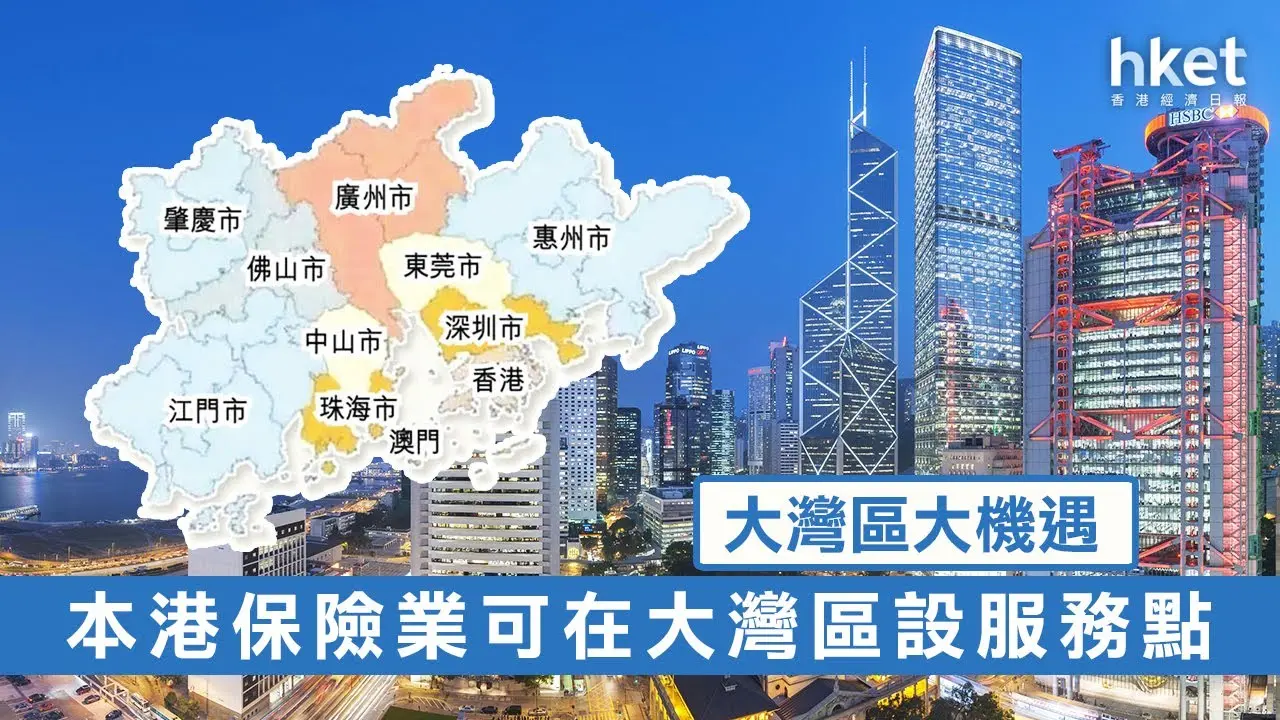 hket
香港經濟日報
HSBC
廣州市
肇慶市
惠州市
佛山市
東莞市
深圳市
中山市
香港
江門市
珠海市
澳門
LIPPO
LIPPO
大灣區大機遇
本港保險業可在大灣區設服務點